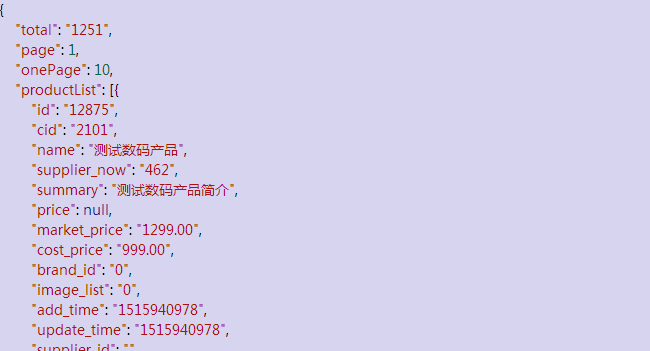 {
"total": "1251",
"page": 1,
"onePage": 10,
"productList": [{
"id": "12875",
"cid": "2101",
"name": "测试数码产品",
"supplier_now": "462",
"summary": "测试数码产品简介",
"price": null,
"market_price": "1299.00",
"cost_price": "999.00",
"brand_id": "0",
"image_list": "0",
"add_time": "1515940978",
"update_time": "1515940978",
"supplier_id": ""